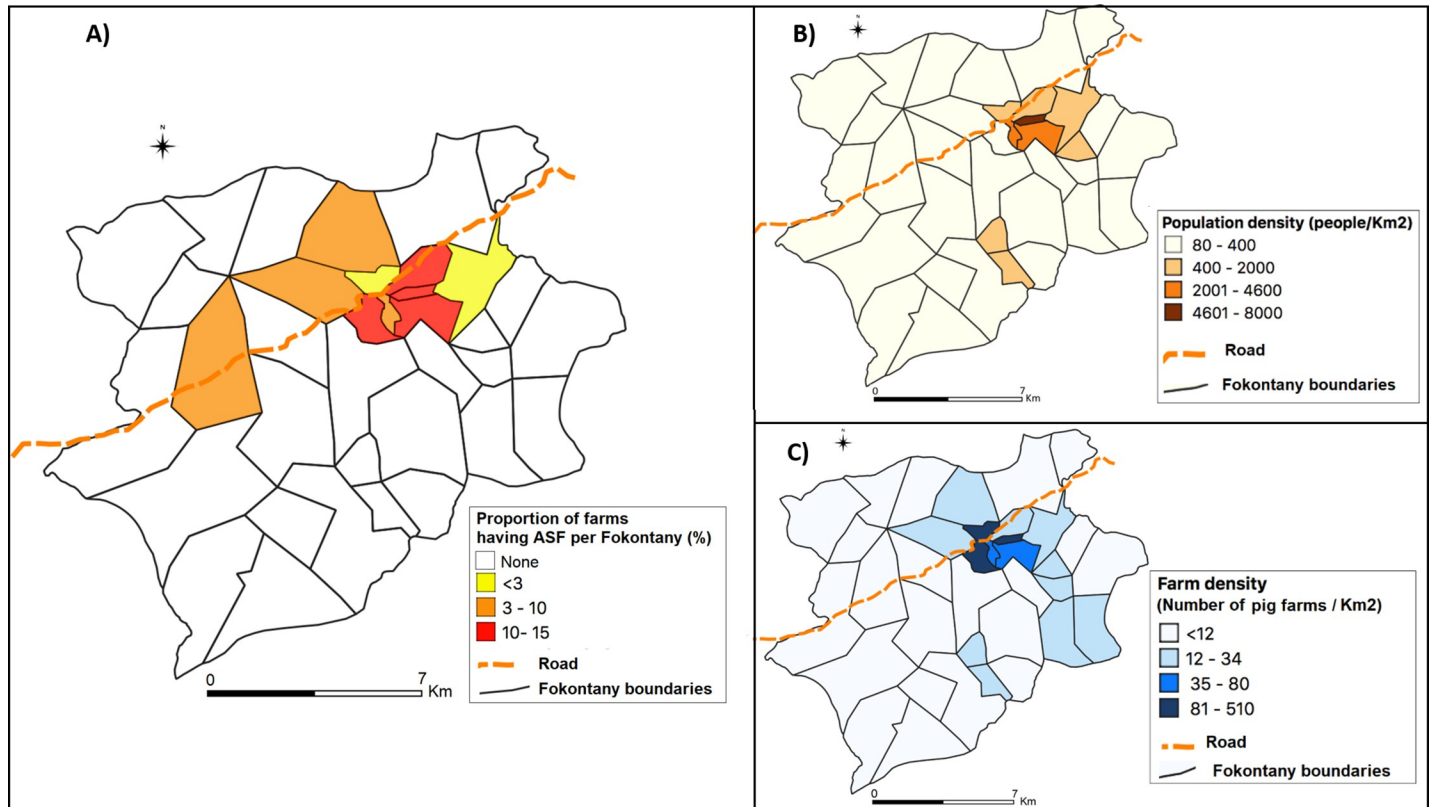 A)
N
Proportion of farms
having ASF per Fokontany (%)
None
<3
3 - 10
10- 15
Road
Fokontany boundaries
0 7
Km
B)
N
Population density (people/Km2)
80 - 400
400 - 2000
2001 - 4600
4601 - 8000
Road
Fokontany boundaries
0 7
Km
C)
N
Farm density
(Number of pig farms / Km2)
<12
12 - 34
35 - 80
81 - 510
Road
Fokontany boundaries
0 7
Km